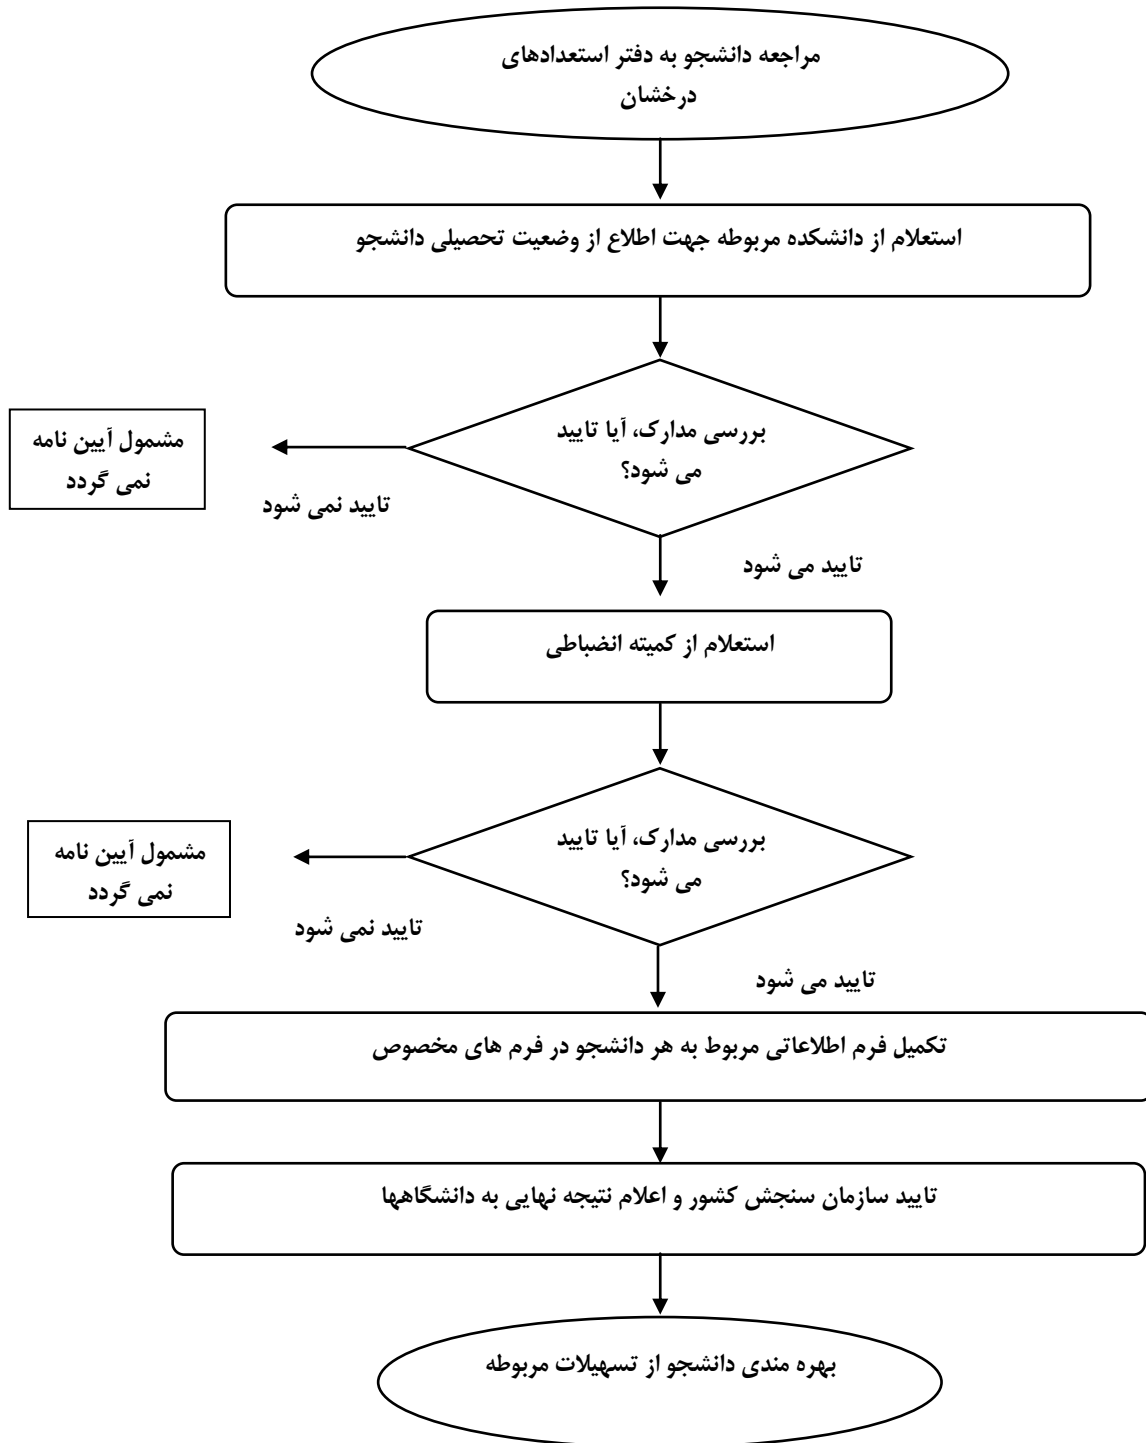 مراجعه دانشجو به دفتر استعدادهای
درخشان
استعلام از دانشکده مربوطه جهت اطلاع از وضعیت تحصیلی دانشجو
بررسی مدارک، آیا تایید
می شود؟
مشمول آیین نامه
نمی گردد
تایید نمی شود
تایید می شود
استعلام از کمیته انضباطی
بررسی مدارک، آیا تایید
می شود؟
مشمول آیین نامه
نمی گردد
تایید نمی شود
تایید می شود
تکمیل فرم اطلاعاتی مربوط به هر دانشجو در فرم های مخصوص
تایید سازمان سنجش کشور و اعلام نتیجه نهایی به دانشگاهها
بهره مندی دانشجو از تسهیلات مربوطه